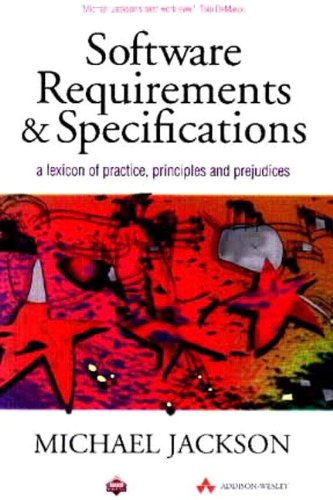 "Michael Jackson's best work ever." Tom DeMarco
Software
Requirements
& Specifications
a lexicon of practice, principles and prejudices
MICHAEL JACKSON
ADDISON-WESLEY